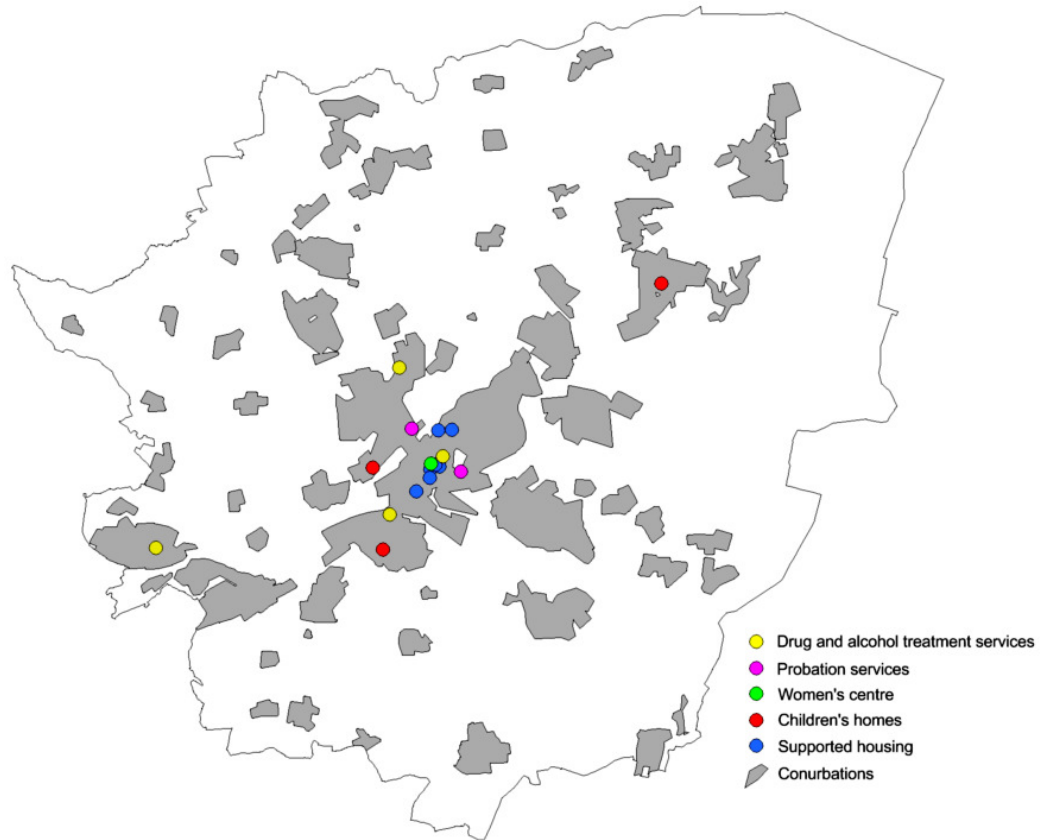 Drug and alcohol treatment services
Probation services
Women's centre
Children's homes
Supported housing
Conurbations